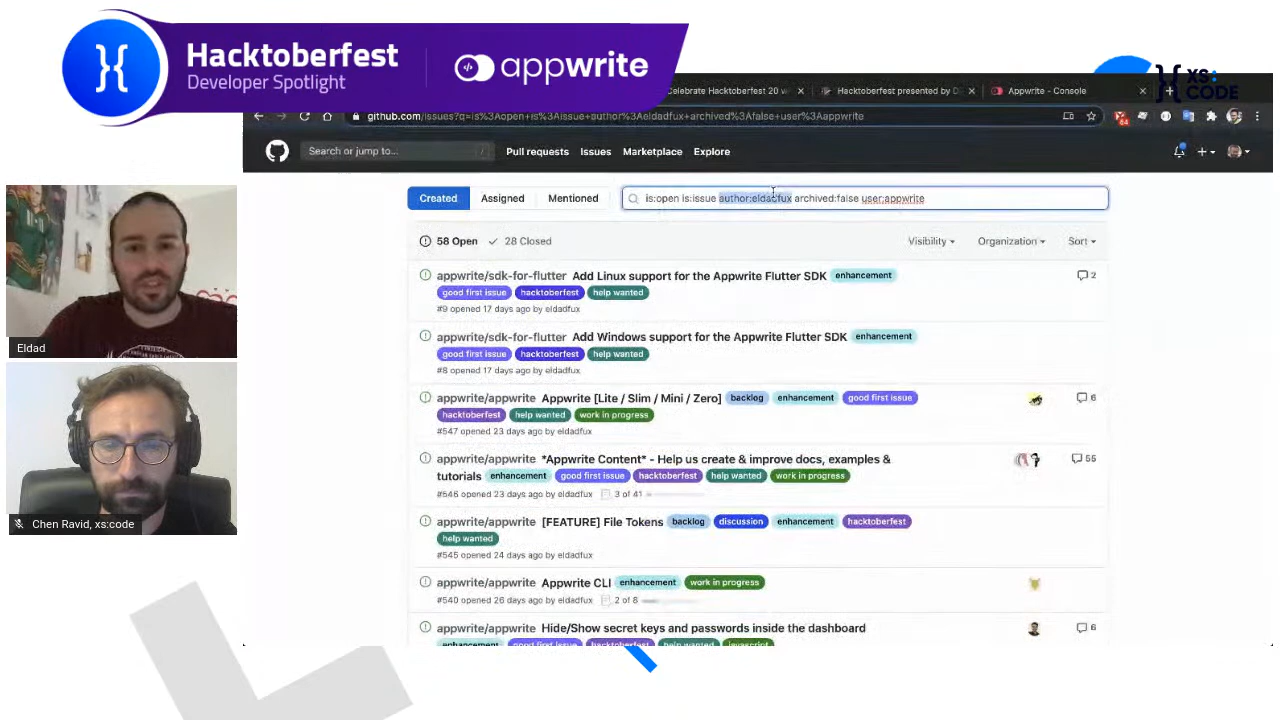 Hacktoberfest
Developer Spotlight
appwrite
XS:
CODE
Celebrate Hacktoberfest 20
Hacktoberfest presented by D
Appwrite - Console
github.com/issues?q=is%3Aopen+is%3Aissue+author%3Aeldadfux+archived%3Afalse+user%3Aappwrite
Search or jump to...
Pull requests
Issues
Marketplace
Explore
Created
Assigned
Mentioned
is:open is:issue author:eldadfux archived:false user:appwrite
58 Open
28 Closed
Visibility
Organization
Sort
appwrite/sdk-for-flutter Add Linux support for the Appwrite Flutter SDK enhancement 2
good first issue hacktoberfest help wanted
#9 opened 17 days ago by eldadfux
appwrite/sdk-for-flutter Add Windows support for the Appwrite Flutter SDK enhancement
good first issue hacktoberfest help wanted
#8 opened 17 days ago by eldadfux
appwrite/appwrite Appwrite [Lite / Slim / Mini / Zero] backlog enhancement good first issue 6
hacktoberfest help wanted work in progress
#547 opened 23 days ago by eldadfux
appwrite/appwrite *Appwrite Content* - Help us create & improve docs, examples & 55
tutorials enhancement good first issue hacktoberfest help wanted work in progress
#546 opened 23 days ago by eldadfux 3 of 41
appwrite/appwrite [FEATURE] File Tokens backlog discussion enhancement hacktoberfest
help wanted
#545 opened 24 days ago by eldadfux
appwrite/appwrite Appwrite CLI enhancement work in progress
#540 opened 26 days ago by eldadfux 2 of 8
appwrite/appwrite Hide/Show secret keys and passwords inside the dashboard 6
enhancement good first issue hacktoberfest help wanted javascript
Eldad
Chen Ravid, xs:code